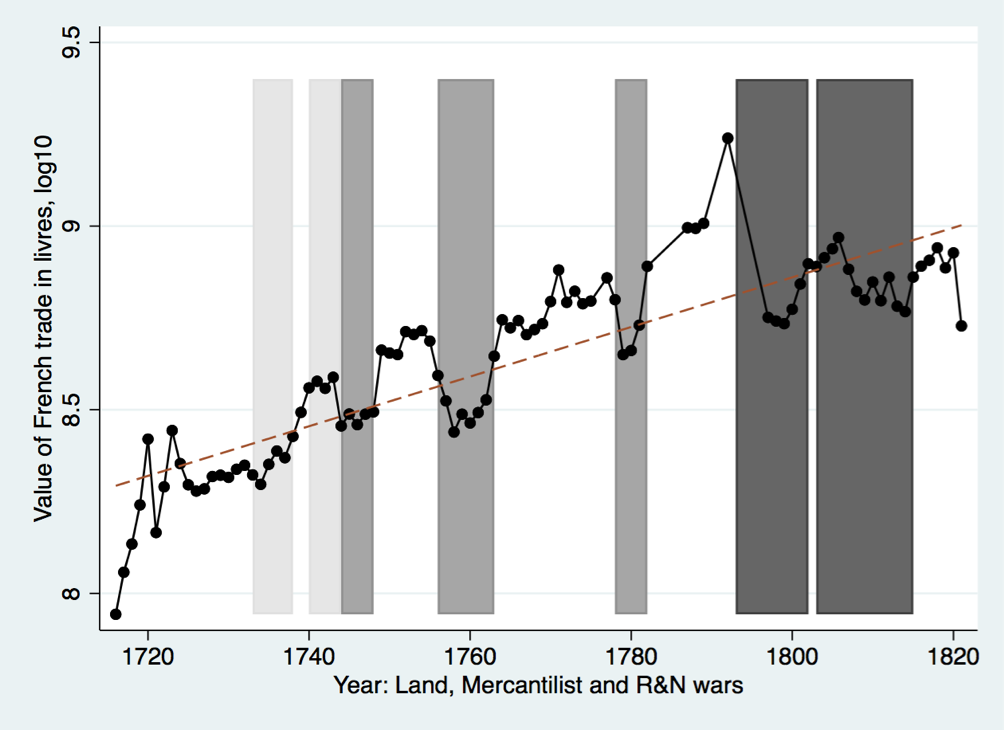 Value of French trade in livres, log10
9.5
9
8.5
8
1720 1740 1760 1780 1800 1820
Year: Land, Mercantilist and R&N wars